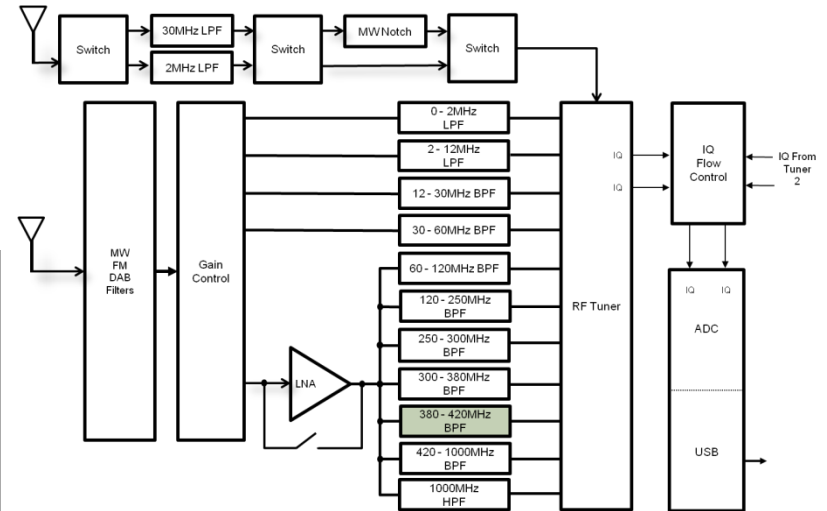 Switch
30MHz LPF
2MHz LPF
Switch
MW Notch
Switch
MW
FM
DAB
Filters
Gain
Control
LNA
0 - 2MHz
LPF
2 - 12MHz
LPF
12 - 30MHz BPF
30 - 60MHz BPF
60 - 120MHz BPF
120 - 250MHz
BPF
250 - 300MHz
BPF
300 - 380MHz
BPF
380 - 420MHz
BPF
420 - 1000MHz
BPF
1000MHz
HPF
RF Tuner
IQ
IQ
IQ
Flow
Control
IQ From
Tuner
2
IQ IQ
ADC
USB